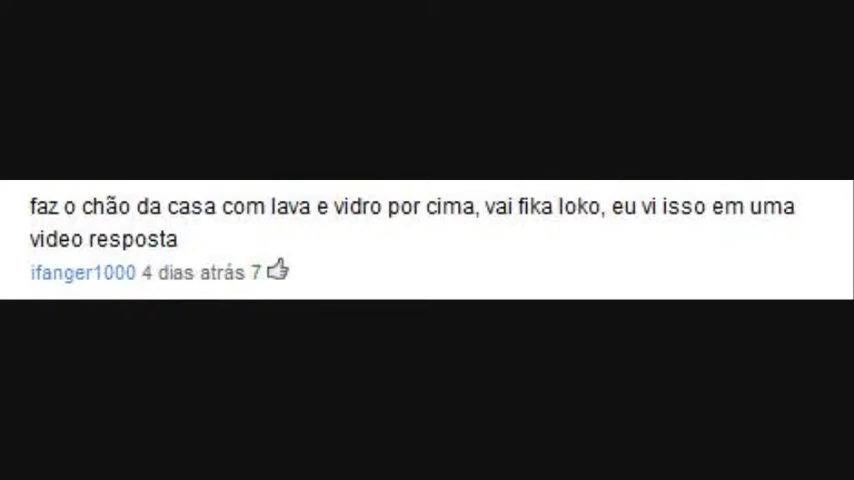 faz o chão da casa com lava e vidro por cima, vai fika loko, eu vi isso em uma
video resposta
ifanger1000 4 dias atrás 7